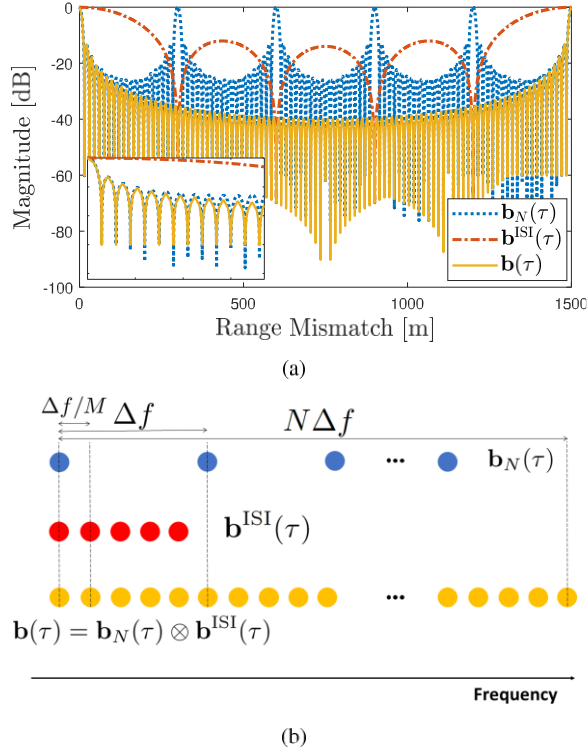 0
-20
-40
-60
-80
-100
Magnitude [dB]
b_N(τ)
b^ISI(τ)
b(τ)
0 500 1000 1500
Range Mismatch [m]
(a)
Δf/M Δf NΔf
... b_N(τ)
b^ISI(τ)
...
b(τ) = b_N(τ) ⊗ b^ISI(τ)
Frequency
(b)